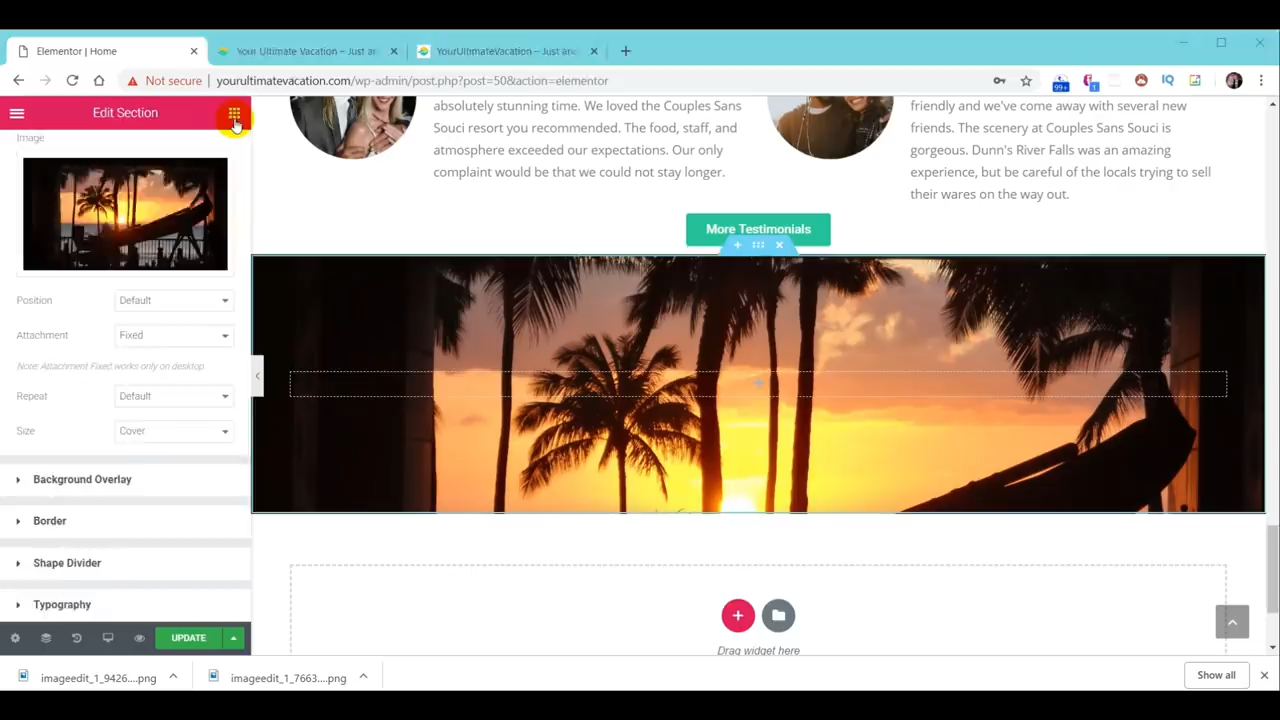 Elementor | Home
Your Ultimate Vacation – Just an
YourUltimateVacation – Just ano
Not secure
yourultimatevacation.com/wp-admin/post.php?post=50&action=elementor
99+
1
IQ
Edit Section
Image
Position
Default
Attachment
Fixed
Note: Attachment Fixed works only on desktop
Repeat
Default
Size
Cover
Background Overlay
Border
Shape Divider
Typography
UPDATE
absolutely stunning time. We loved the Couples Sans
Souci resort you recommended. The food, staff, and
atmosphere exceeded our expectations. Our only
complaint would be that we could not stay longer.
friendly and we've come away with several new
friends. The scenery at Couples Sans Souci is
gorgeous. Dunn's River Falls was an amazing
experience, but be careful of the locals trying to sell
their wares on the way out.
More Testimonials
Drag widget here
imageedit_1_9426....png
imageedit_1_7663....png
Show all